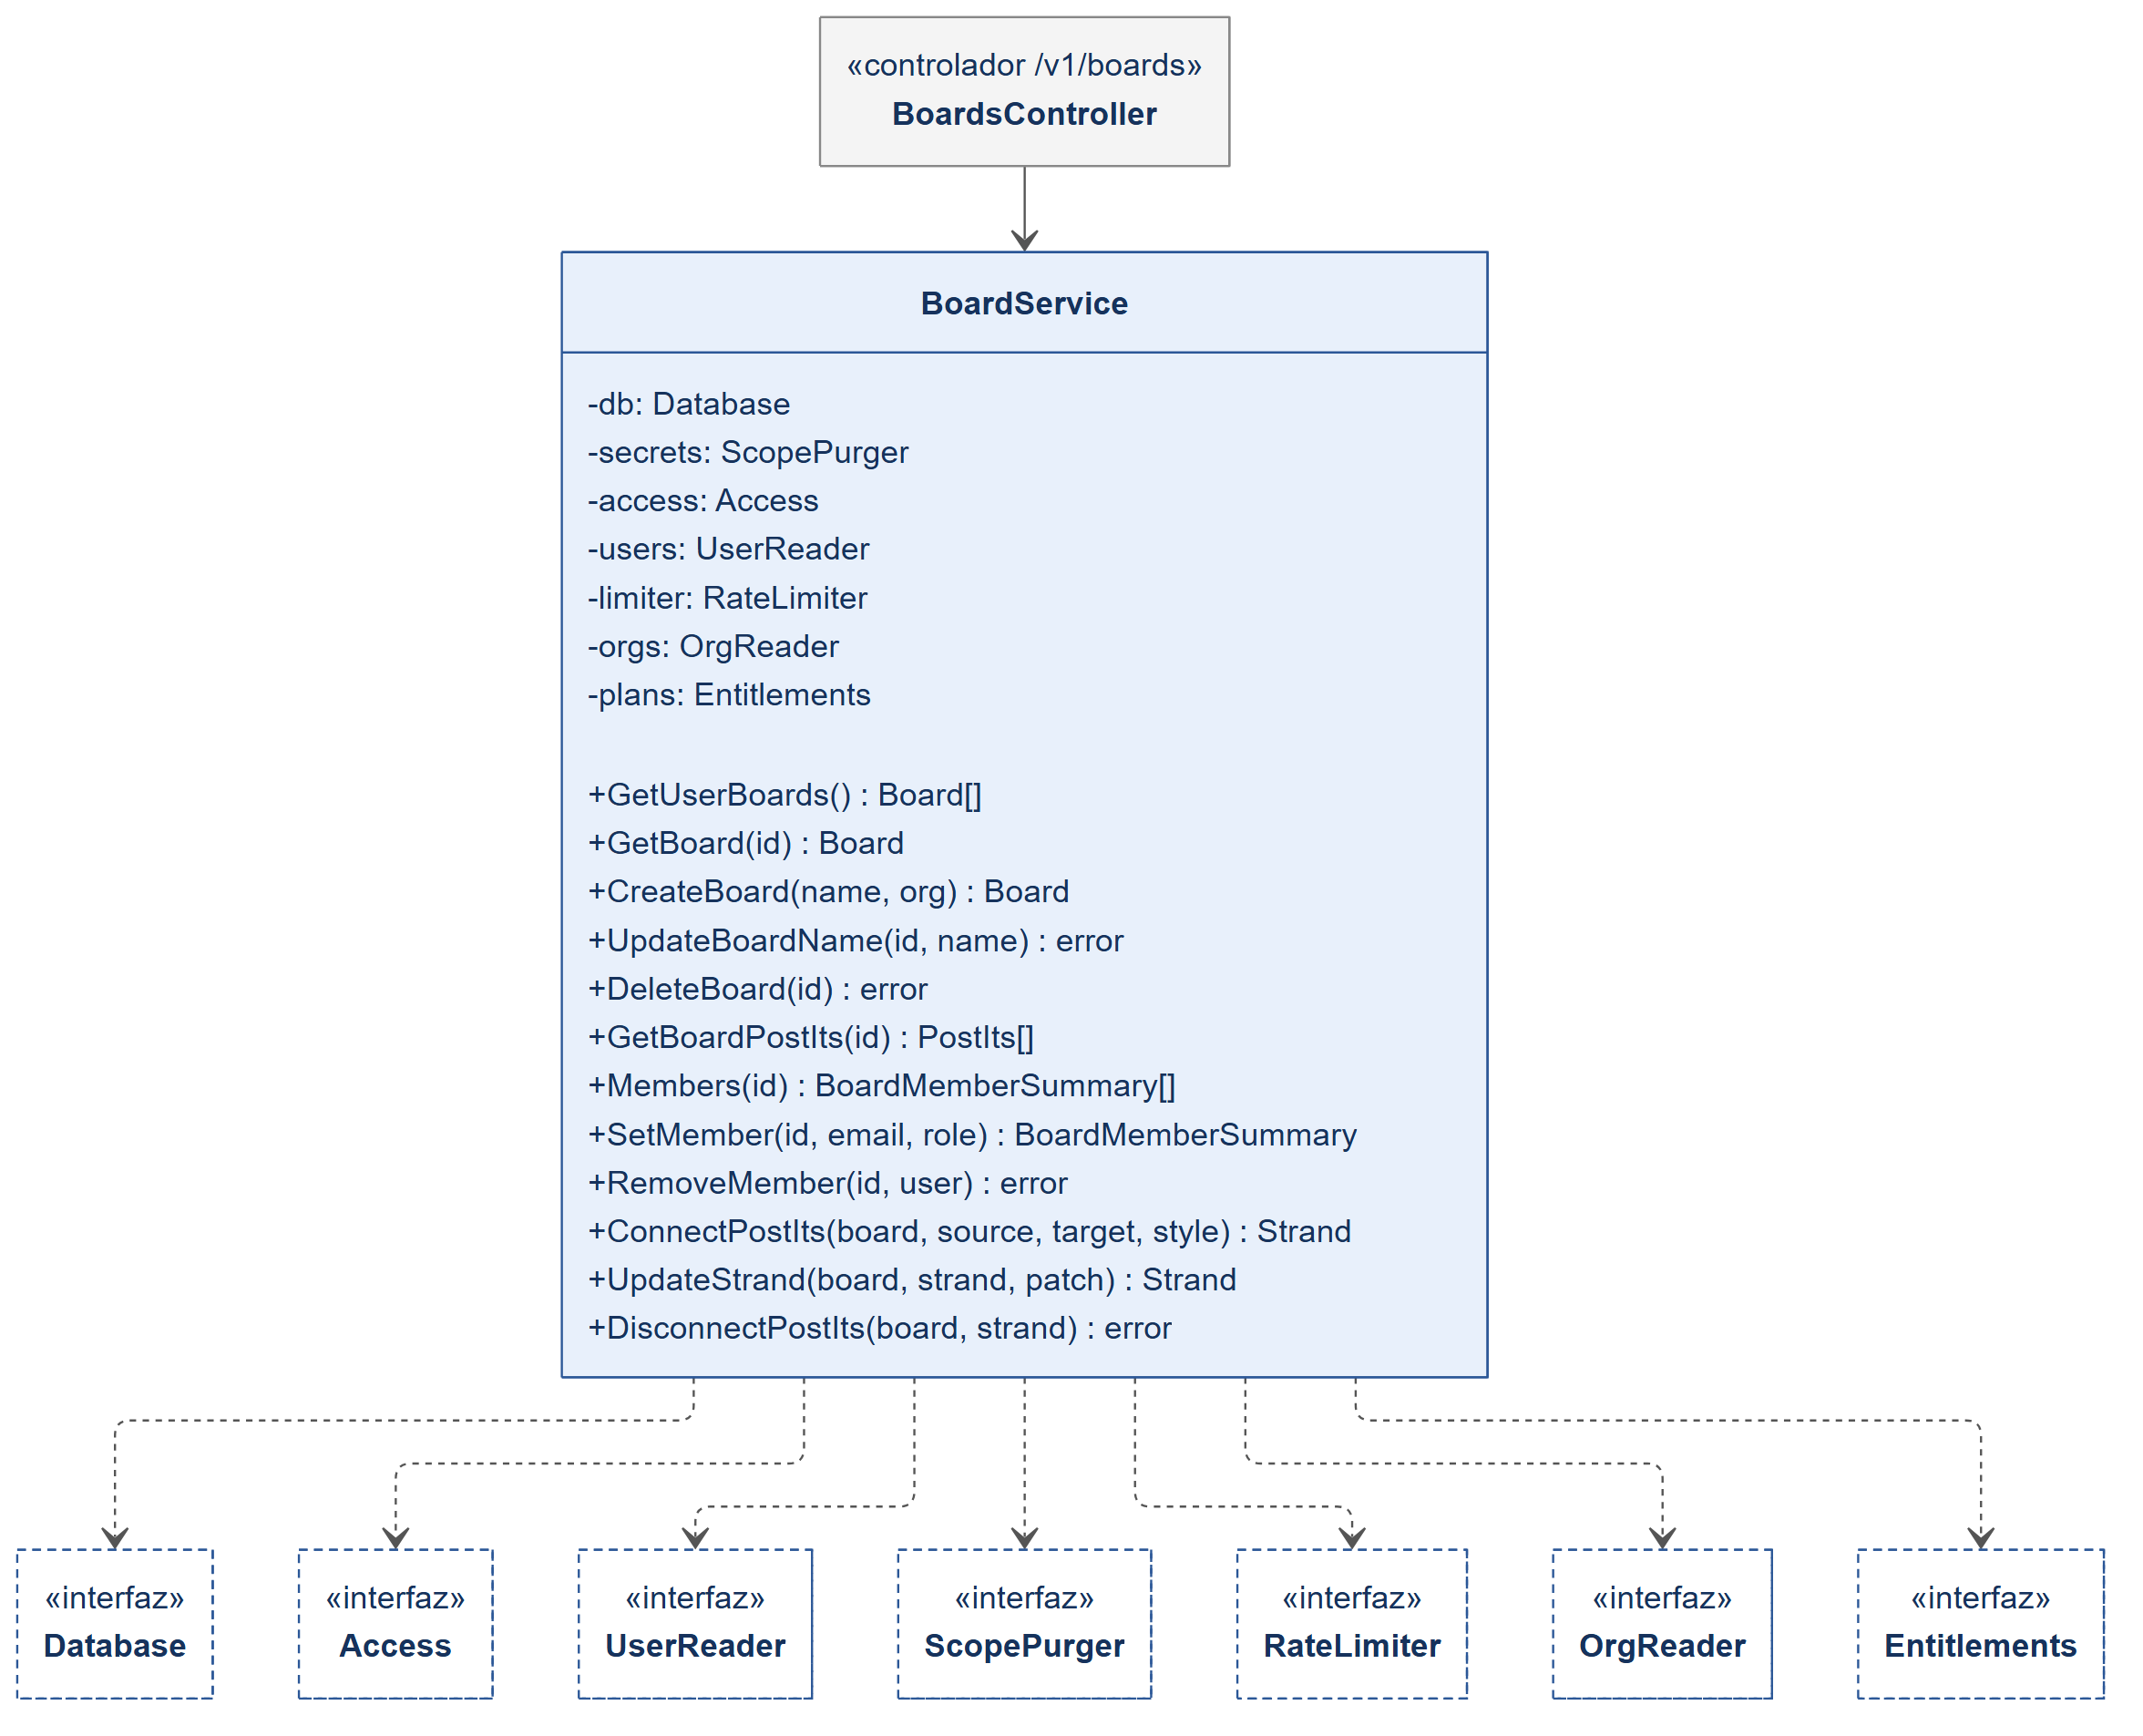 «controlador /v1/boards»
BoardsController
BoardService
-db: Database
-secrets: ScopePurger
-access: Access
-users: UserReader
-limiter: RateLimiter
-orgs: OrgReader
-plans: Entitlements
+GetUserBoards() : Board[]
+GetBoard(id) : Board
+CreateBoard(name, org) : Board
+UpdateBoardName(id, name) : error
+DeleteBoard(id) : error
+GetBoardPostIts(id) : PostIts[]
+Members(id) : BoardMemberSummary[]
+SetMember(id, email, role) : BoardMemberSummary
+RemoveMember(id, user) : error
+ConnectPostIts(board, source, target, style) : Strand
+UpdateStrand(board, strand, patch) : Strand
+DisconnectPostIts(board, strand) : error
«interfaz»
Database
«interfaz»
Access
«interfaz»
UserReader
«interfaz»
ScopePurger
«interfaz»
RateLimiter
«interfaz»
OrgReader
«interfaz»
Entitlements